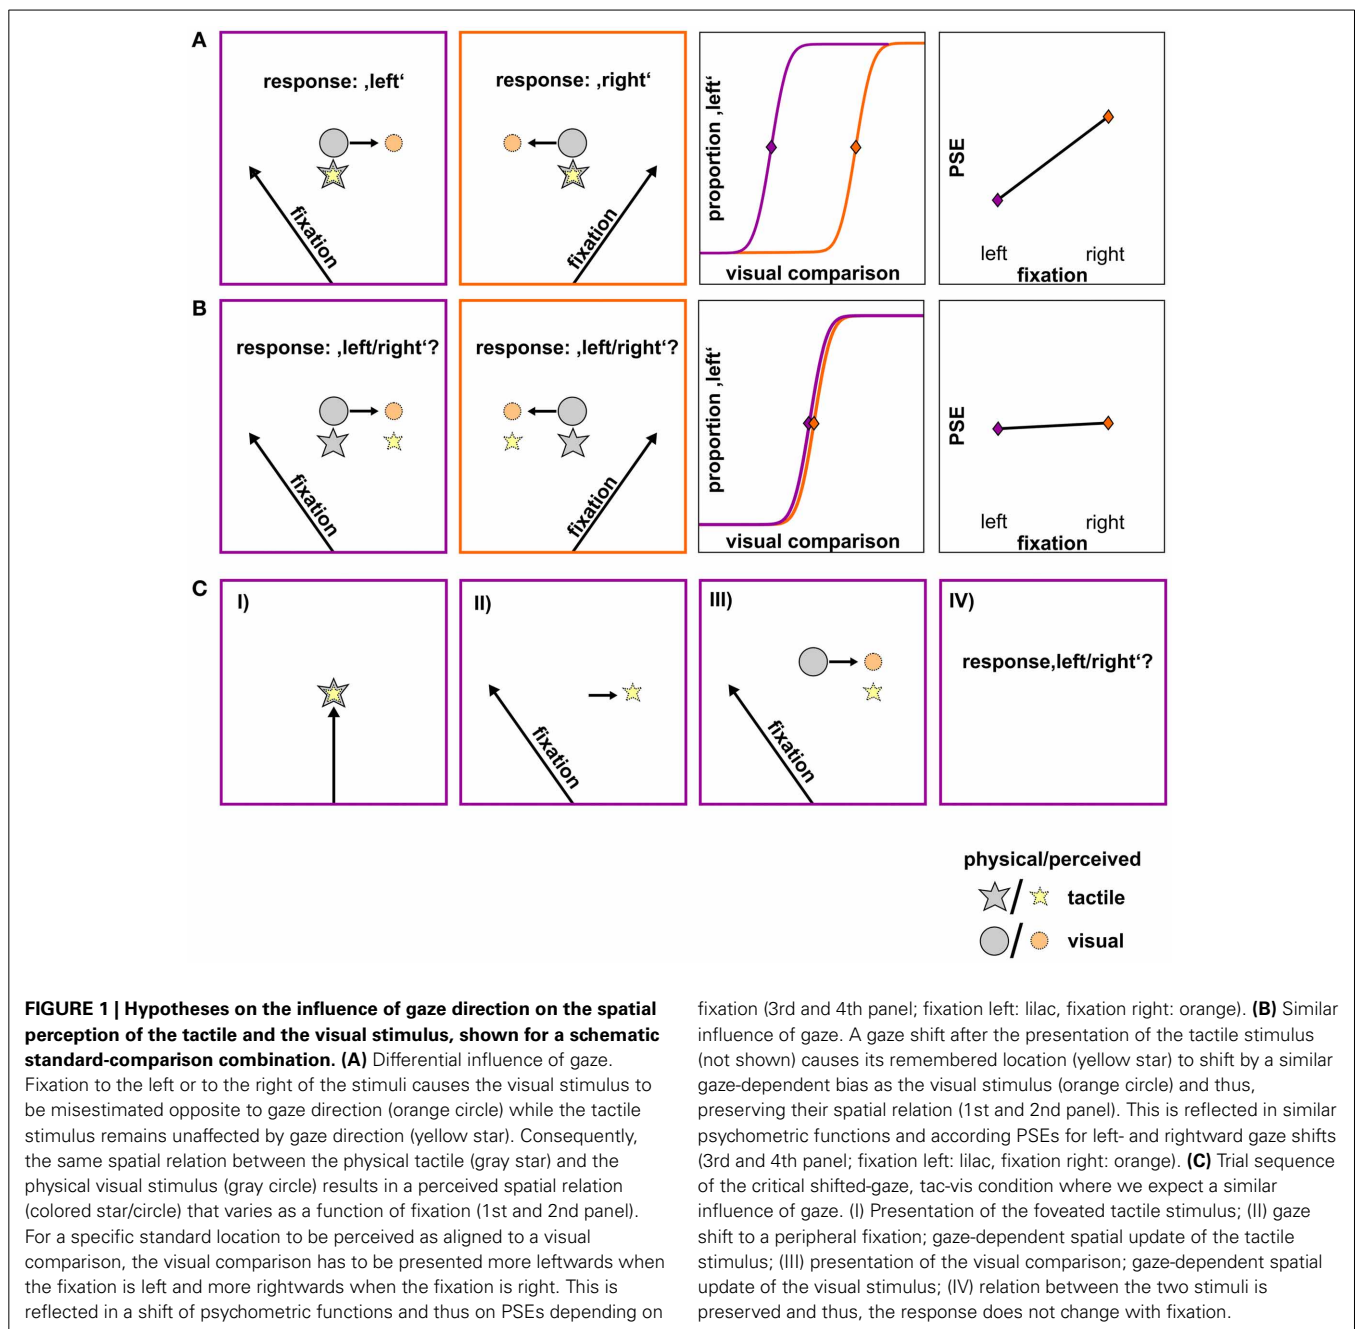 A
response: ‚left‘
fixation
response: ‚right‘
fixation
proportion ‚left‘
visual comparison
PSE
left right
fixation
B
response: ‚left/right‘?
fixation
response: ‚left/right‘?
fixation
proportion ‚left‘
visual comparison
PSE
left right
fixation
C
I)
II)
fixation
III)
fixation
IV)
response‚left/right‘?
physical/perceived
/ tactile
/ visual
FIGURE 1 | Hypotheses on the influence of gaze direction on the spatial
perception of the tactile and the visual stimulus, shown for a schematic
standard-comparison combination. (A) Differential influence of gaze.
Fixation to the left or to the right of the stimuli causes the visual stimulus to
be misestimated opposite to gaze direction (orange circle) while the tactile
stimulus remains unaffected by gaze direction (yellow star). Consequently,
the same spatial relation between the physical tactile (gray star) and the
physical visual stimulus (gray circle) results in a perceived spatial relation
(colored star/circle) that varies as a function of fixation (1st and 2nd panel).
For a specific standard location to be perceived as aligned to a visual
comparison, the visual comparison has to be presented more leftwards when
the fixation is left and more rightwards when the fixation is right. This is
reflected in a shift of psychometric functions and thus on PSEs depending on
fixation (3rd and 4th panel; fixation left: lilac, fixation right: orange). (B) Similar
influence of gaze. A gaze shift after the presentation of the tactile stimulus
(not shown) causes its remembered location (yellow star) to shift by a similar
gaze-dependent bias as the visual stimulus (orange circle) and thus,
preserving their spatial relation (1st and 2nd panel). This is reflected in similar
psychometric functions and according PSEs for left- and rightward gaze shifts
(3rd and 4th panel; fixation left: lilac, fixation right: orange). (C) Trial sequence
of the critical shifted-gaze, tac-vis condition where we expect a similar
influence of gaze. (I) Presentation of the foveated tactile stimulus; (II) gaze
shift to a peripheral fixation; gaze-dependent spatial update of the tactile
stimulus; (III) presentation of the visual comparison; gaze-dependent spatial
update of the visual stimulus; (IV) relation between the two stimuli is
preserved and thus, the response does not change with fixation.